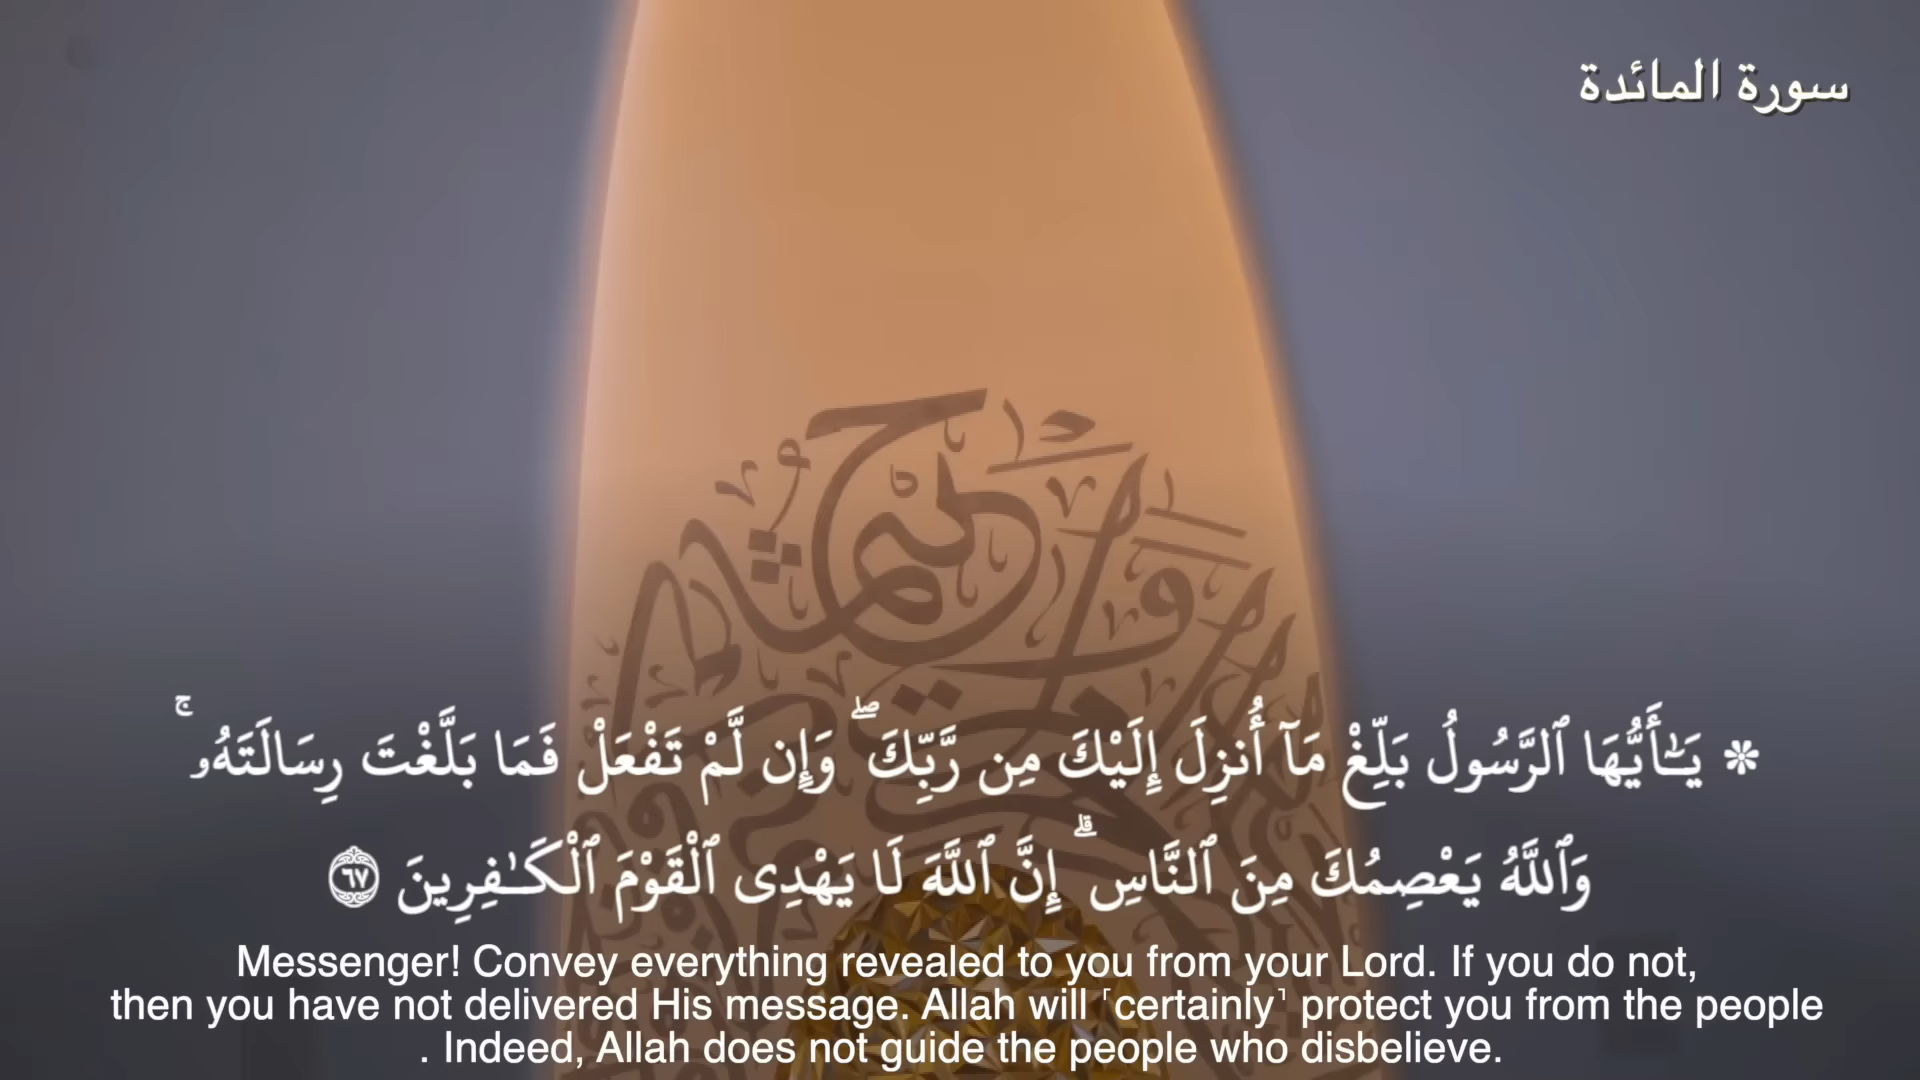 سورة المائدة
۞ يَـٰٓأَيُّهَا ٱلرَّسُولُ بَلِّغْ مَآ أُنزِلَ إِلَيْكَ مِن رَّبِّكَ ۖ وَإِن لَّمْ تَفْعَلْ فَمَا بَلَّغْتَ رِسَالَتَهُۥ ۚ
وَٱللَّهُ يَعْصِمُكَ مِنَ ٱلنَّاسِ ۗ إِنَّ ٱللَّهَ لَا يَهْدِى ٱلْقَوْمَ ٱلْكَـٰفِرِينَ ٦٧
Messenger! Convey everything revealed to you from your Lord. If you do not,
then you have not delivered His message. Allah will ˹certainly˺ protect you from the people
. Indeed, Allah does not guide the people who disbelieve.